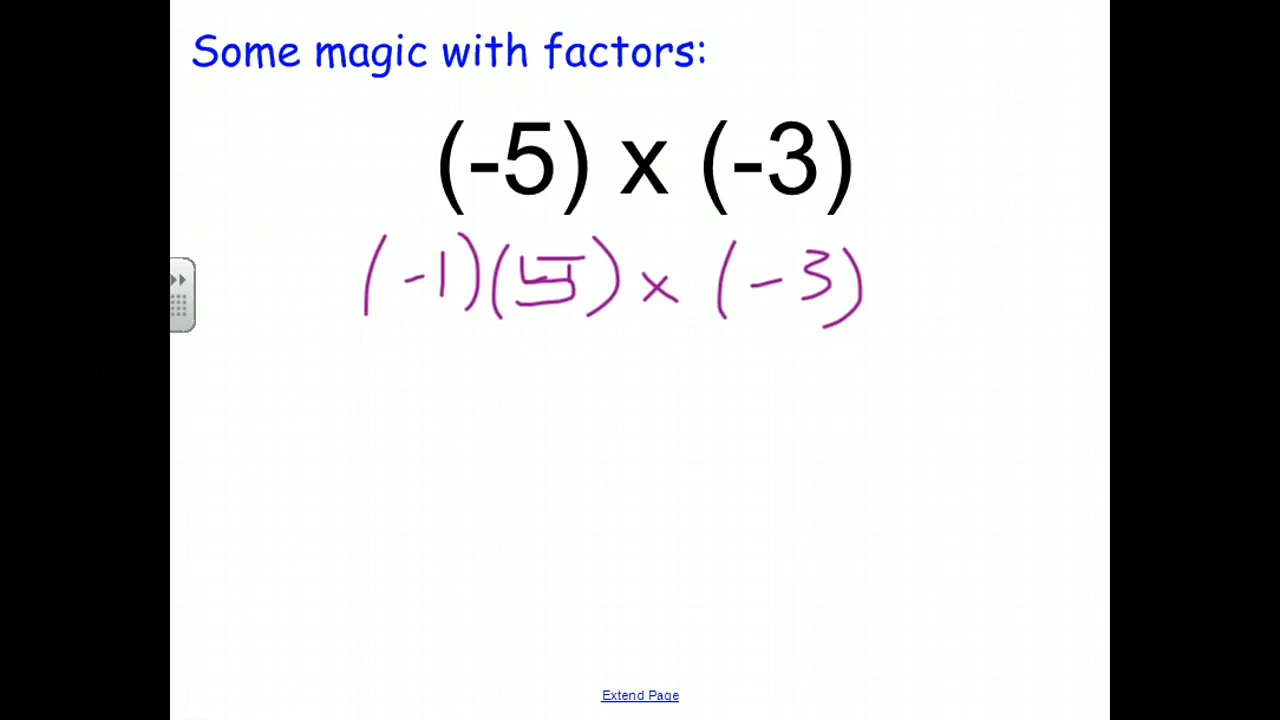 Some magic with factors:
(-5) x (-3)
(-1)(5) x (-3)
Extend Page